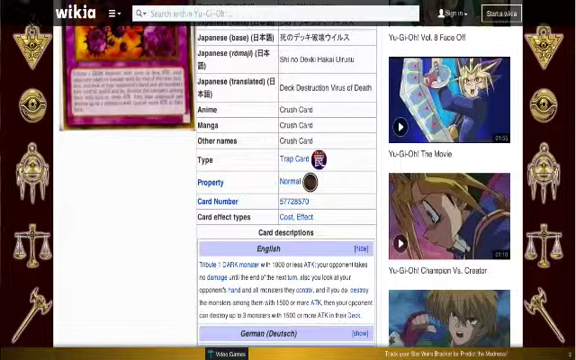 wikia
Search within Yu-Gi-Oh!
Sign in
Start a wiki
Japanese (base) (日本語) 死のデッキ破壊ウイルス
Japanese (rōmaji) (日本語) Shi no Dekki Hakai Uirusu
Japanese (translated) (日本語) Deck Destruction Virus of Death
Anime Crush Card
Manga Crush Card
Other names Crush Card
Type Trap Card 罠
Property Normal
Card Number 57728570
Card effect types Cost, Effect
Card descriptions
English [hide]
Tribute 1 DARK monster with 1000 or less ATK; your opponent takes
no damage until the end of the next turn, also you look at your
opponent's hand and all monsters they control, and if you do, destroy
the monsters among them with 1500 or more ATK, then your opponent
can destroy up to 3 monsters with 1500 or more ATK in their Deck.
German (Deutsch) [show]
Yu-Gi-Oh! Vol. 8 Face Off
Yu-Gi-Oh! The Movie
Yu-Gi-Oh! Champion Vs. Creator
Video Games
Track your Star Wars Bracket for Predict the Madness!